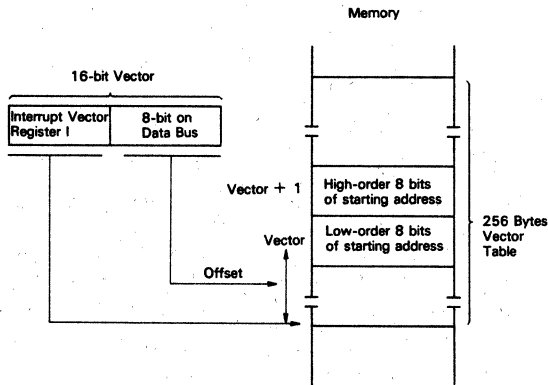 Memory
16-bit Vector
Interrupt Vector
Register I
8-bit on
Data Bus
Vector + 1
High-order 8 bits
of starting address
Vector
Low-order 8 bits
of starting address
Offset
256 Bytes
Vector
Table